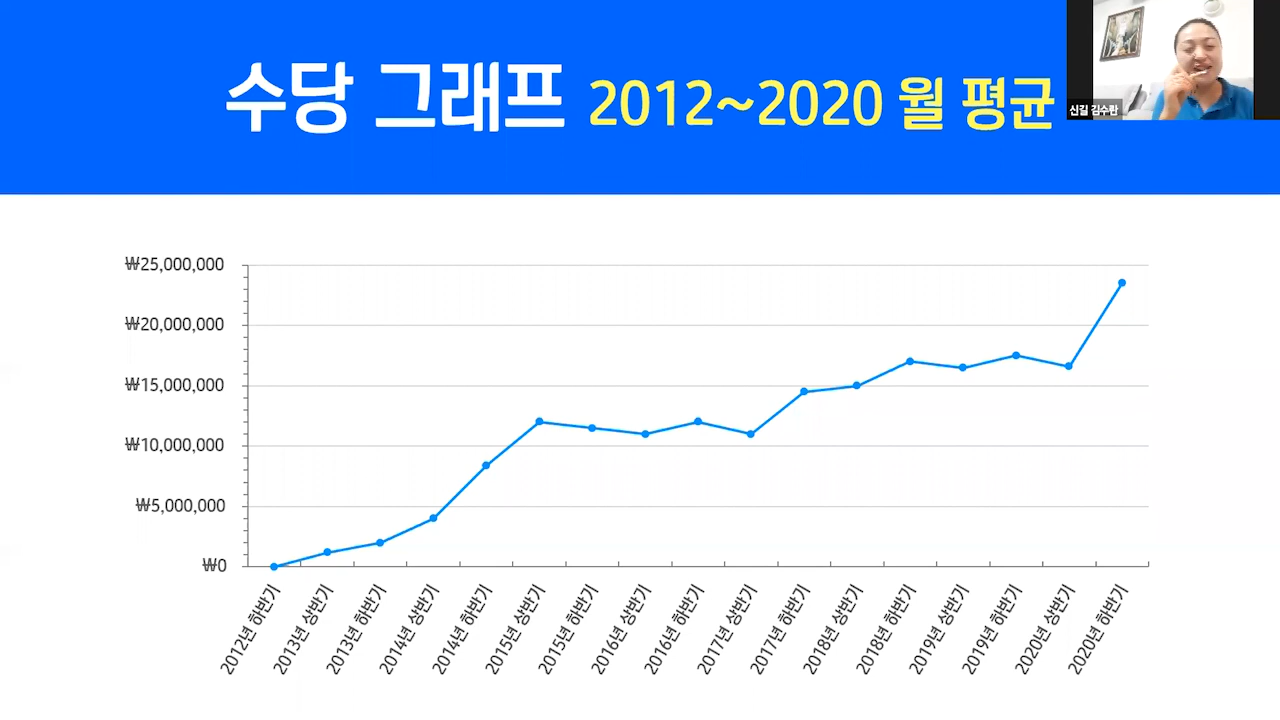 수당 그래프 2012~2020 월 평균
신길 김수란
₩25,000,000
₩20,000,000
₩15,000,000
₩10,000,000
₩5,000,000
₩0
2012년 하반기
2013년 상반기
2013년 하반기
2014년 상반기
2014년 하반기
2015년 상반기
2015년 하반기
2016년 상반기
2016년 하반기
2017년 상반기
2017년 하반기
2018년 상반기
2018년 하반기
2019년 상반기
2019년 하반기
2020년 상반기
2020년 하반기